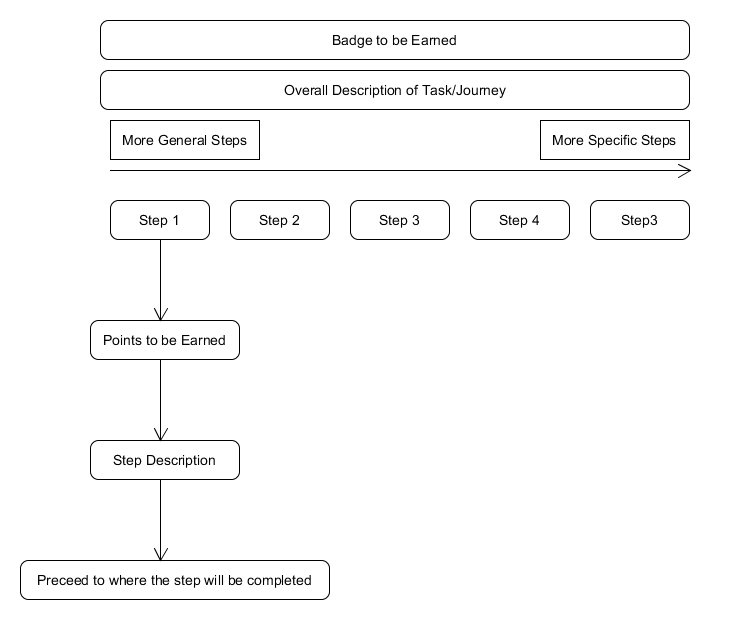 Badge to be Earned
Overall Description of Task/Journey
More General Steps
More Specific Steps
Step 1
Step 2
Step 3
Step 4
Step3
Points to be Earned
Step Description
Preceed to where the step will be completed